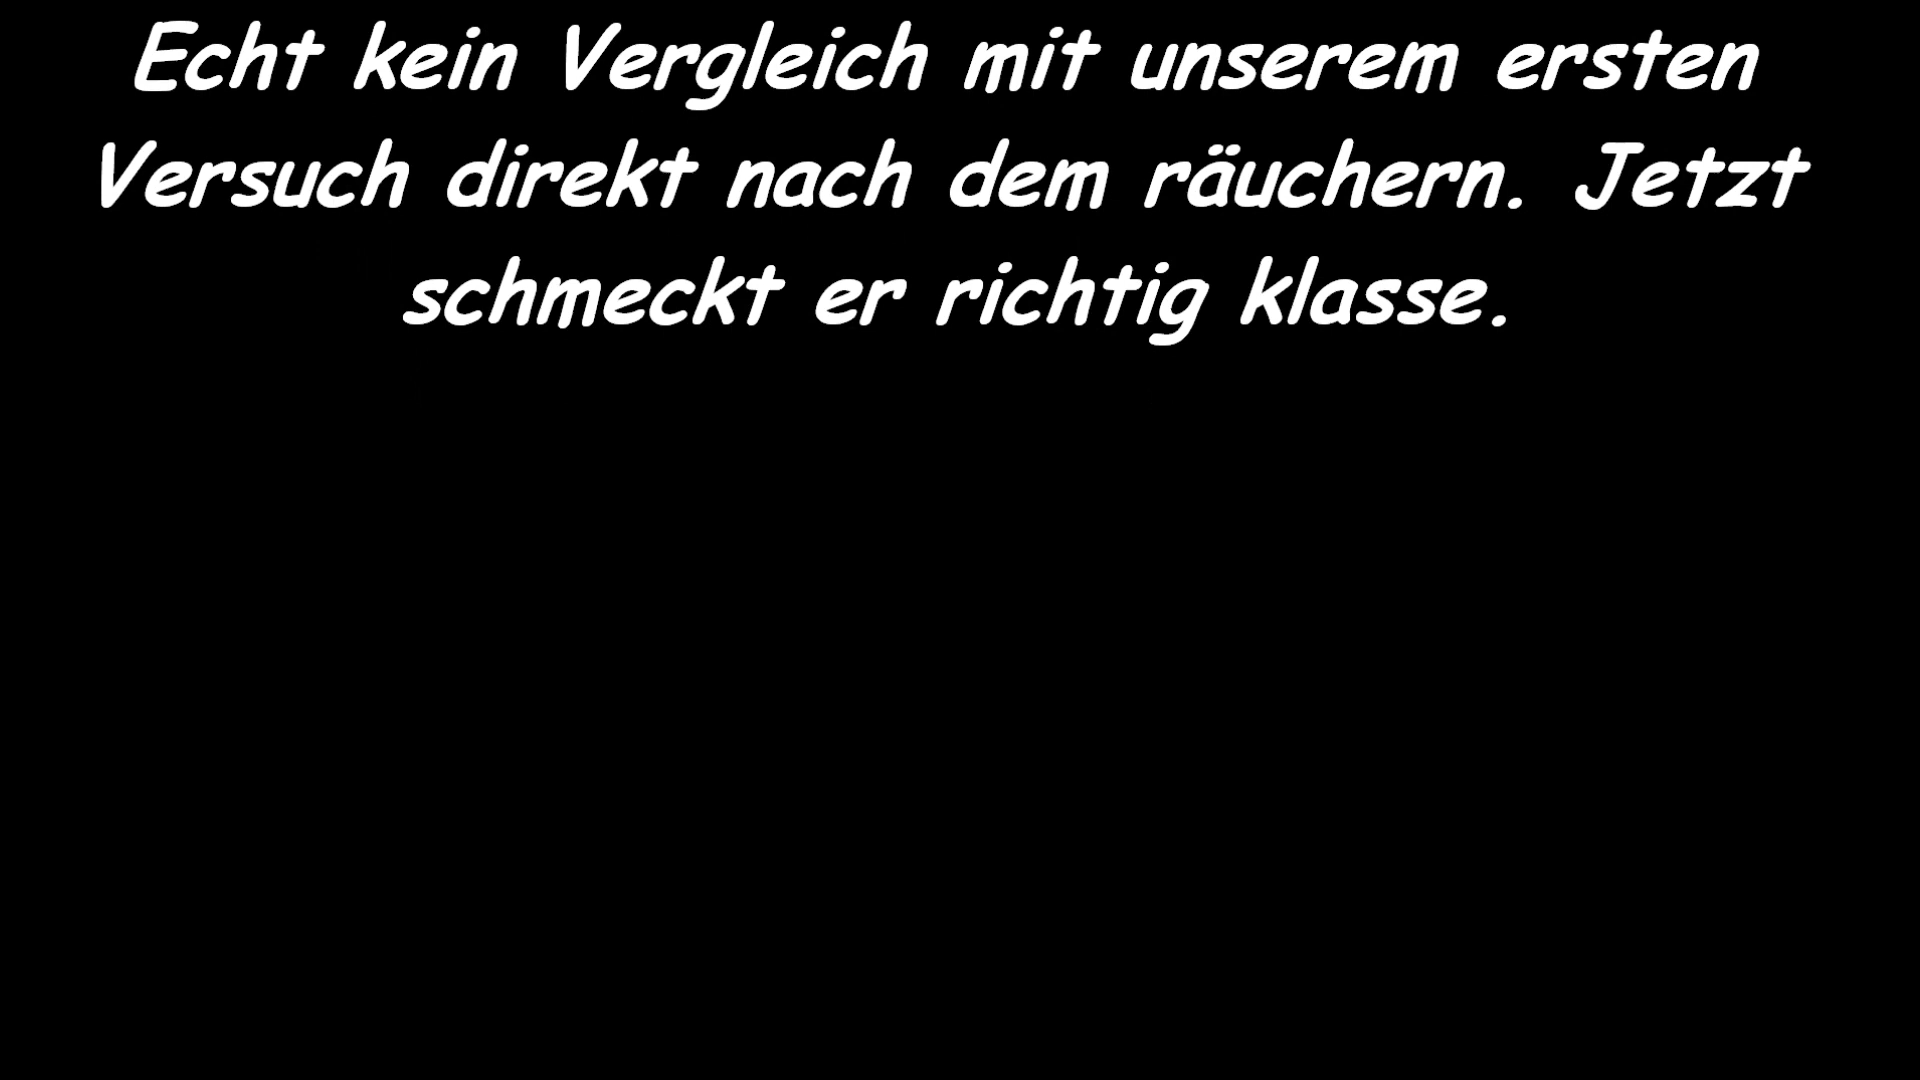 Echt kein Vergleich mit unserem ersten
Versuch direkt nach dem räuchern. Jetzt
schmeckt er richtig klasse.